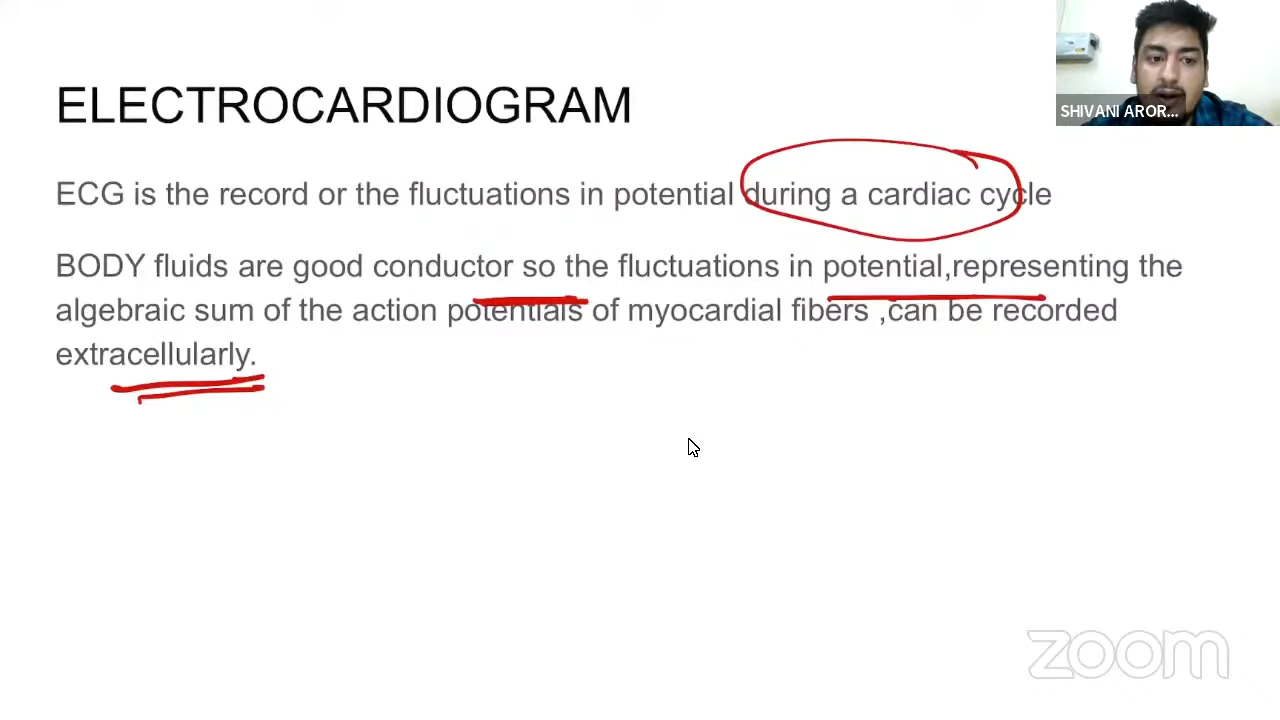 ELECTROCARDIOGRAM
SHIVANI AROR...
ECG is the record or the fluctuations in potential during a cardiac cycle
BODY fluids are good conductor so the fluctuations in potential,representing the
algebraic sum of the action potentials of myocardial fibers ,can be recorded
extracellularly.
zoom